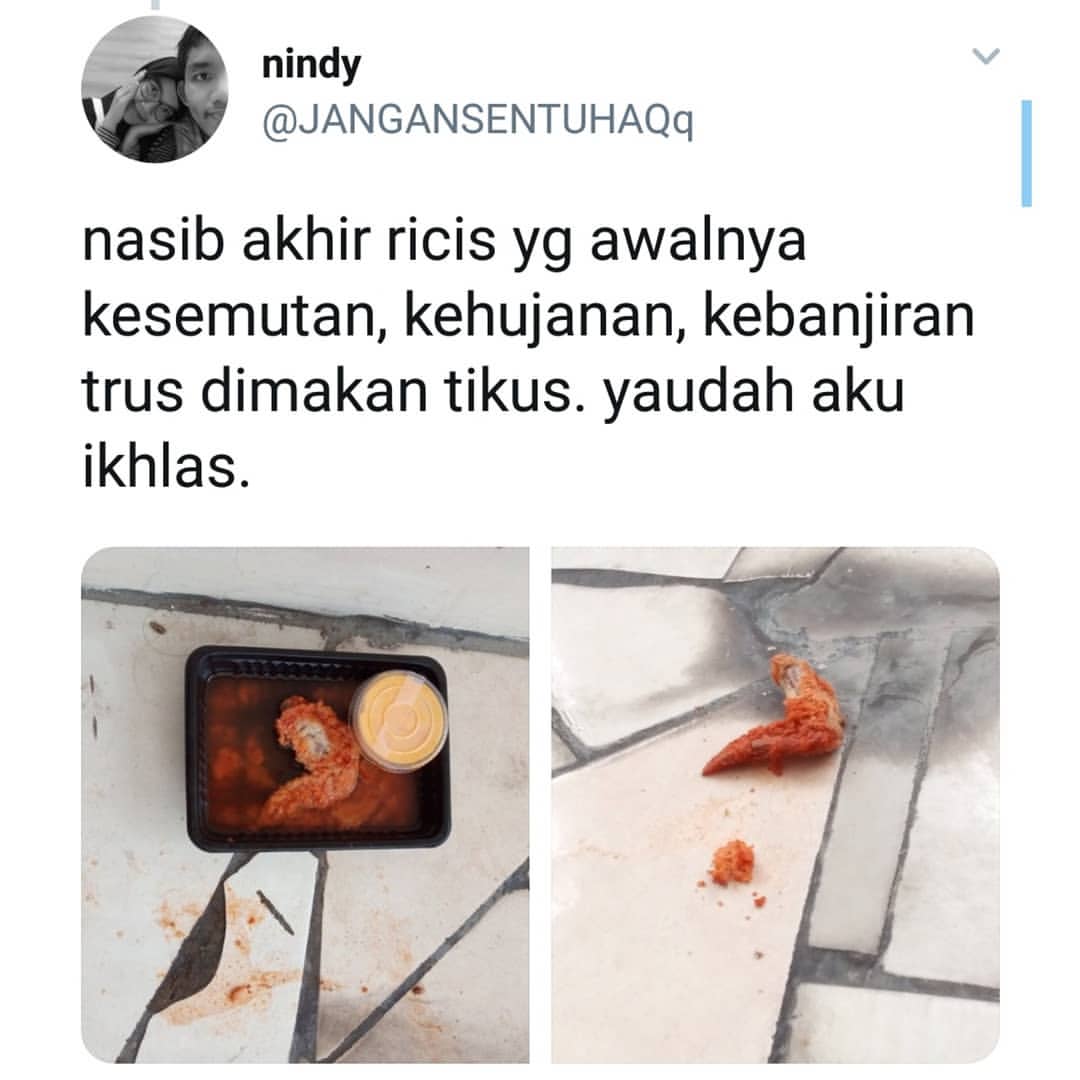 nindy
@JANGANSENTUHAQq
nasib akhir ricis yg awalnya
kesemutan, kehujanan, kebanjiran
trus dimakan tikus. yaudah aku
ikhlas.